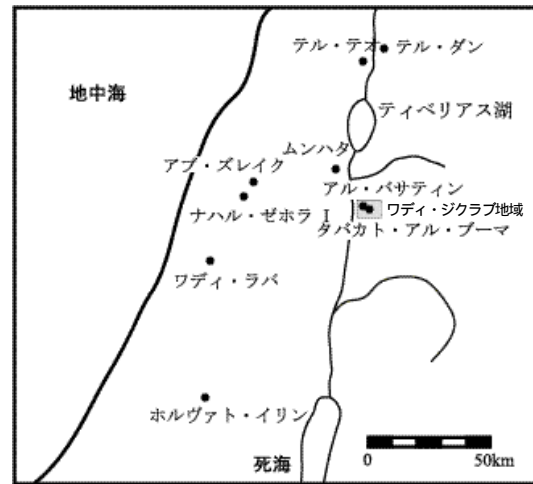 テル・テオ
テル・ダン
地中海
ティベリアス湖
ムンハタ
アブ・ズレイク
アル・バサティン
ナハル・ゼホラ I
ワディ・ジクラブ地域
タバカト・アル・ブーマ
ワディ・ラバ
ホルヴァト・イリン
死海
0
50km